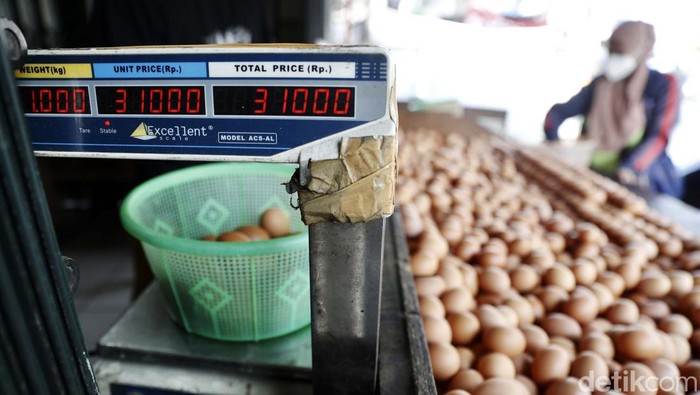 WEIGHT(kg) UNIT PRICE(Rp.) TOTAL PRICE (Rp.)
1.000 31000 31000
Tare Stable Excellent scale MODEL ACS-AL
detikcom